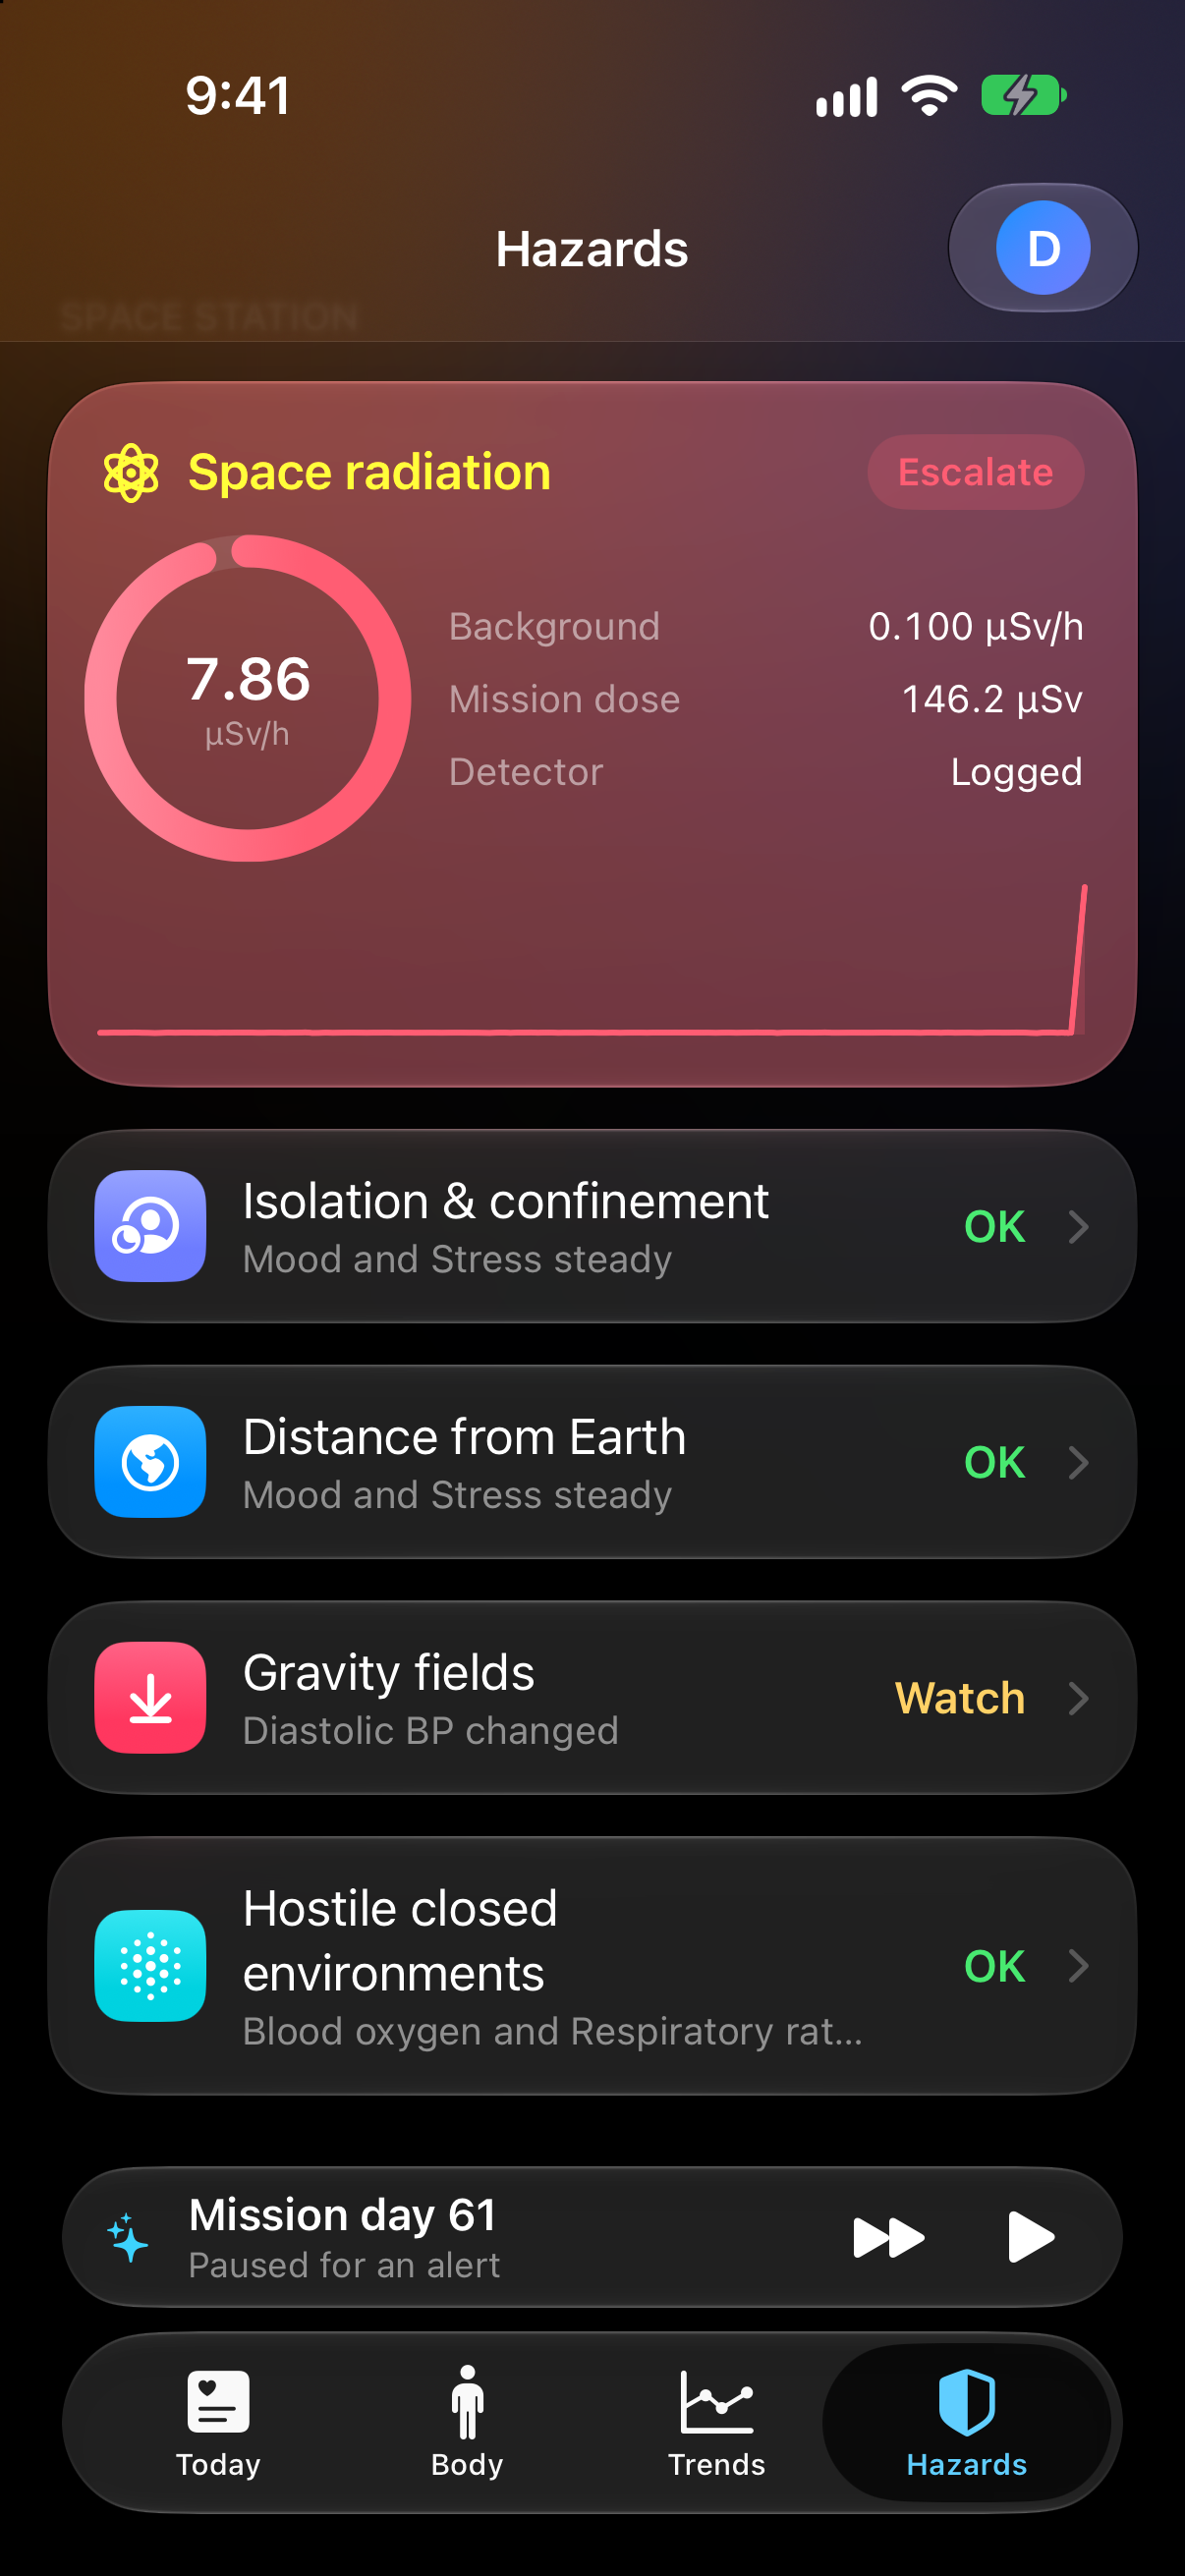 9:41
Hazards
D
SPACE STATION
Space radiation
Escalate
7.86
µSv/h
Background
0.100 µSv/h
Mission dose
146.2 µSv
Detector
Logged
Isolation & confinement
Mood and Stress steady
OK
Distance from Earth
Mood and Stress steady
OK
Gravity fields
Diastolic BP changed
Watch
Hostile closed
environments
Blood oxygen and Respiratory rat...
OK
Mission day 61
Paused for an alert
Today
Body
Trends
Hazards